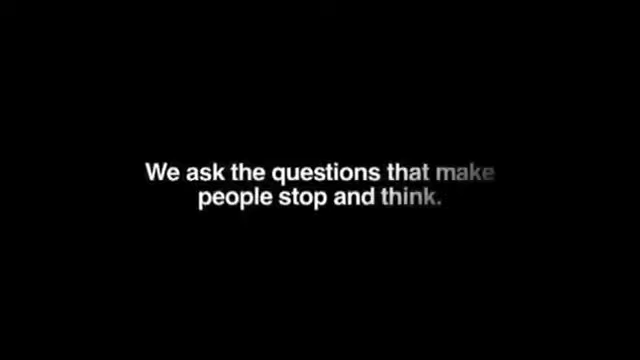 We ask the questions that make
people stop and think.